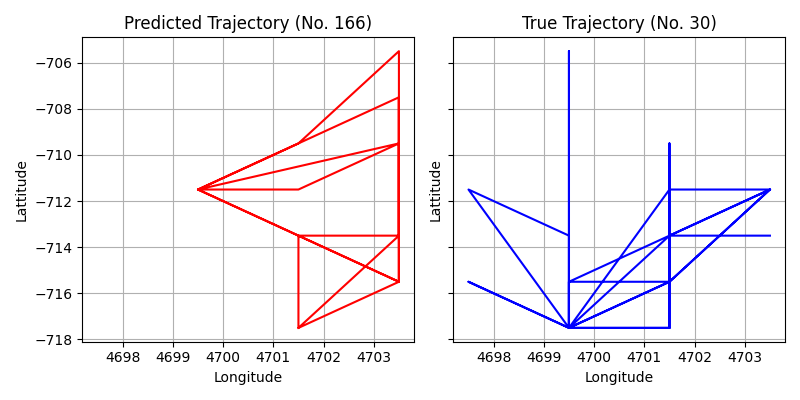 Predicted Trajectory (No. 166)
True Trajectory (No. 30)
−706
−708
−710
−712
−714
−716
−718
Lattitude
Lattitude
4698 4699 4700 4701 4702 4703
4698 4699 4700 4701 4702 4703
Longitude
Longitude